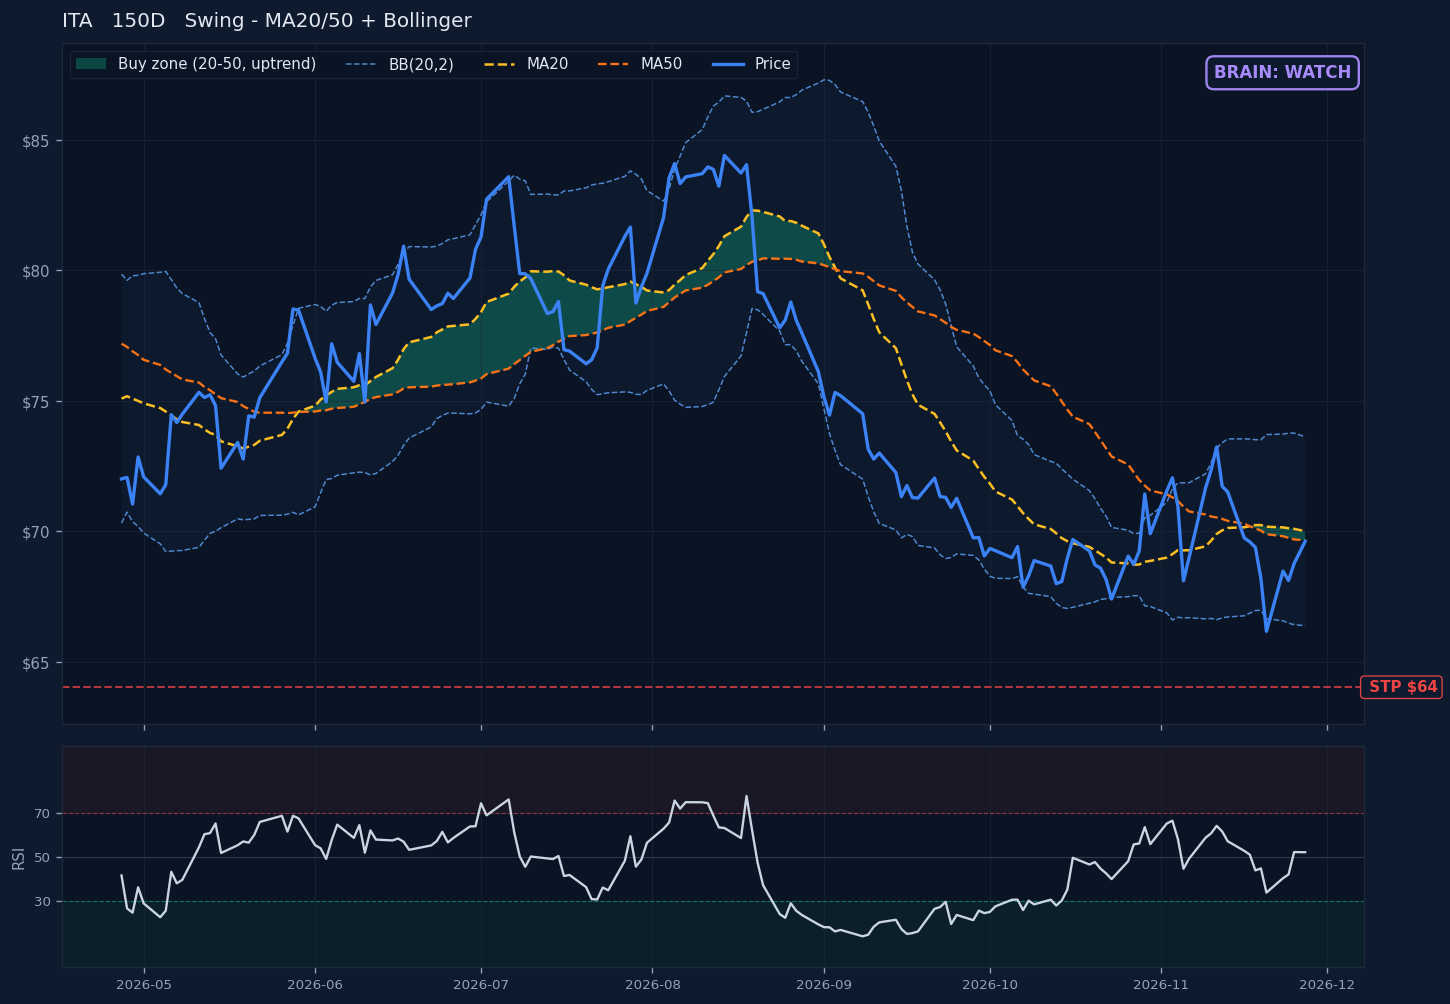 ITA   150D   Swing - MA20/50 + Bollinger
Buy zone (20-50, uptrend)   BB(20,2)   MA20   MA50   Price
BRAIN: WATCH
$85
$80
$75
$70
$65
STP $64
RSI
70
50
30
2026-05   2026-06   2026-07   2026-08   2026-09   2026-10   2026-11   2026-12